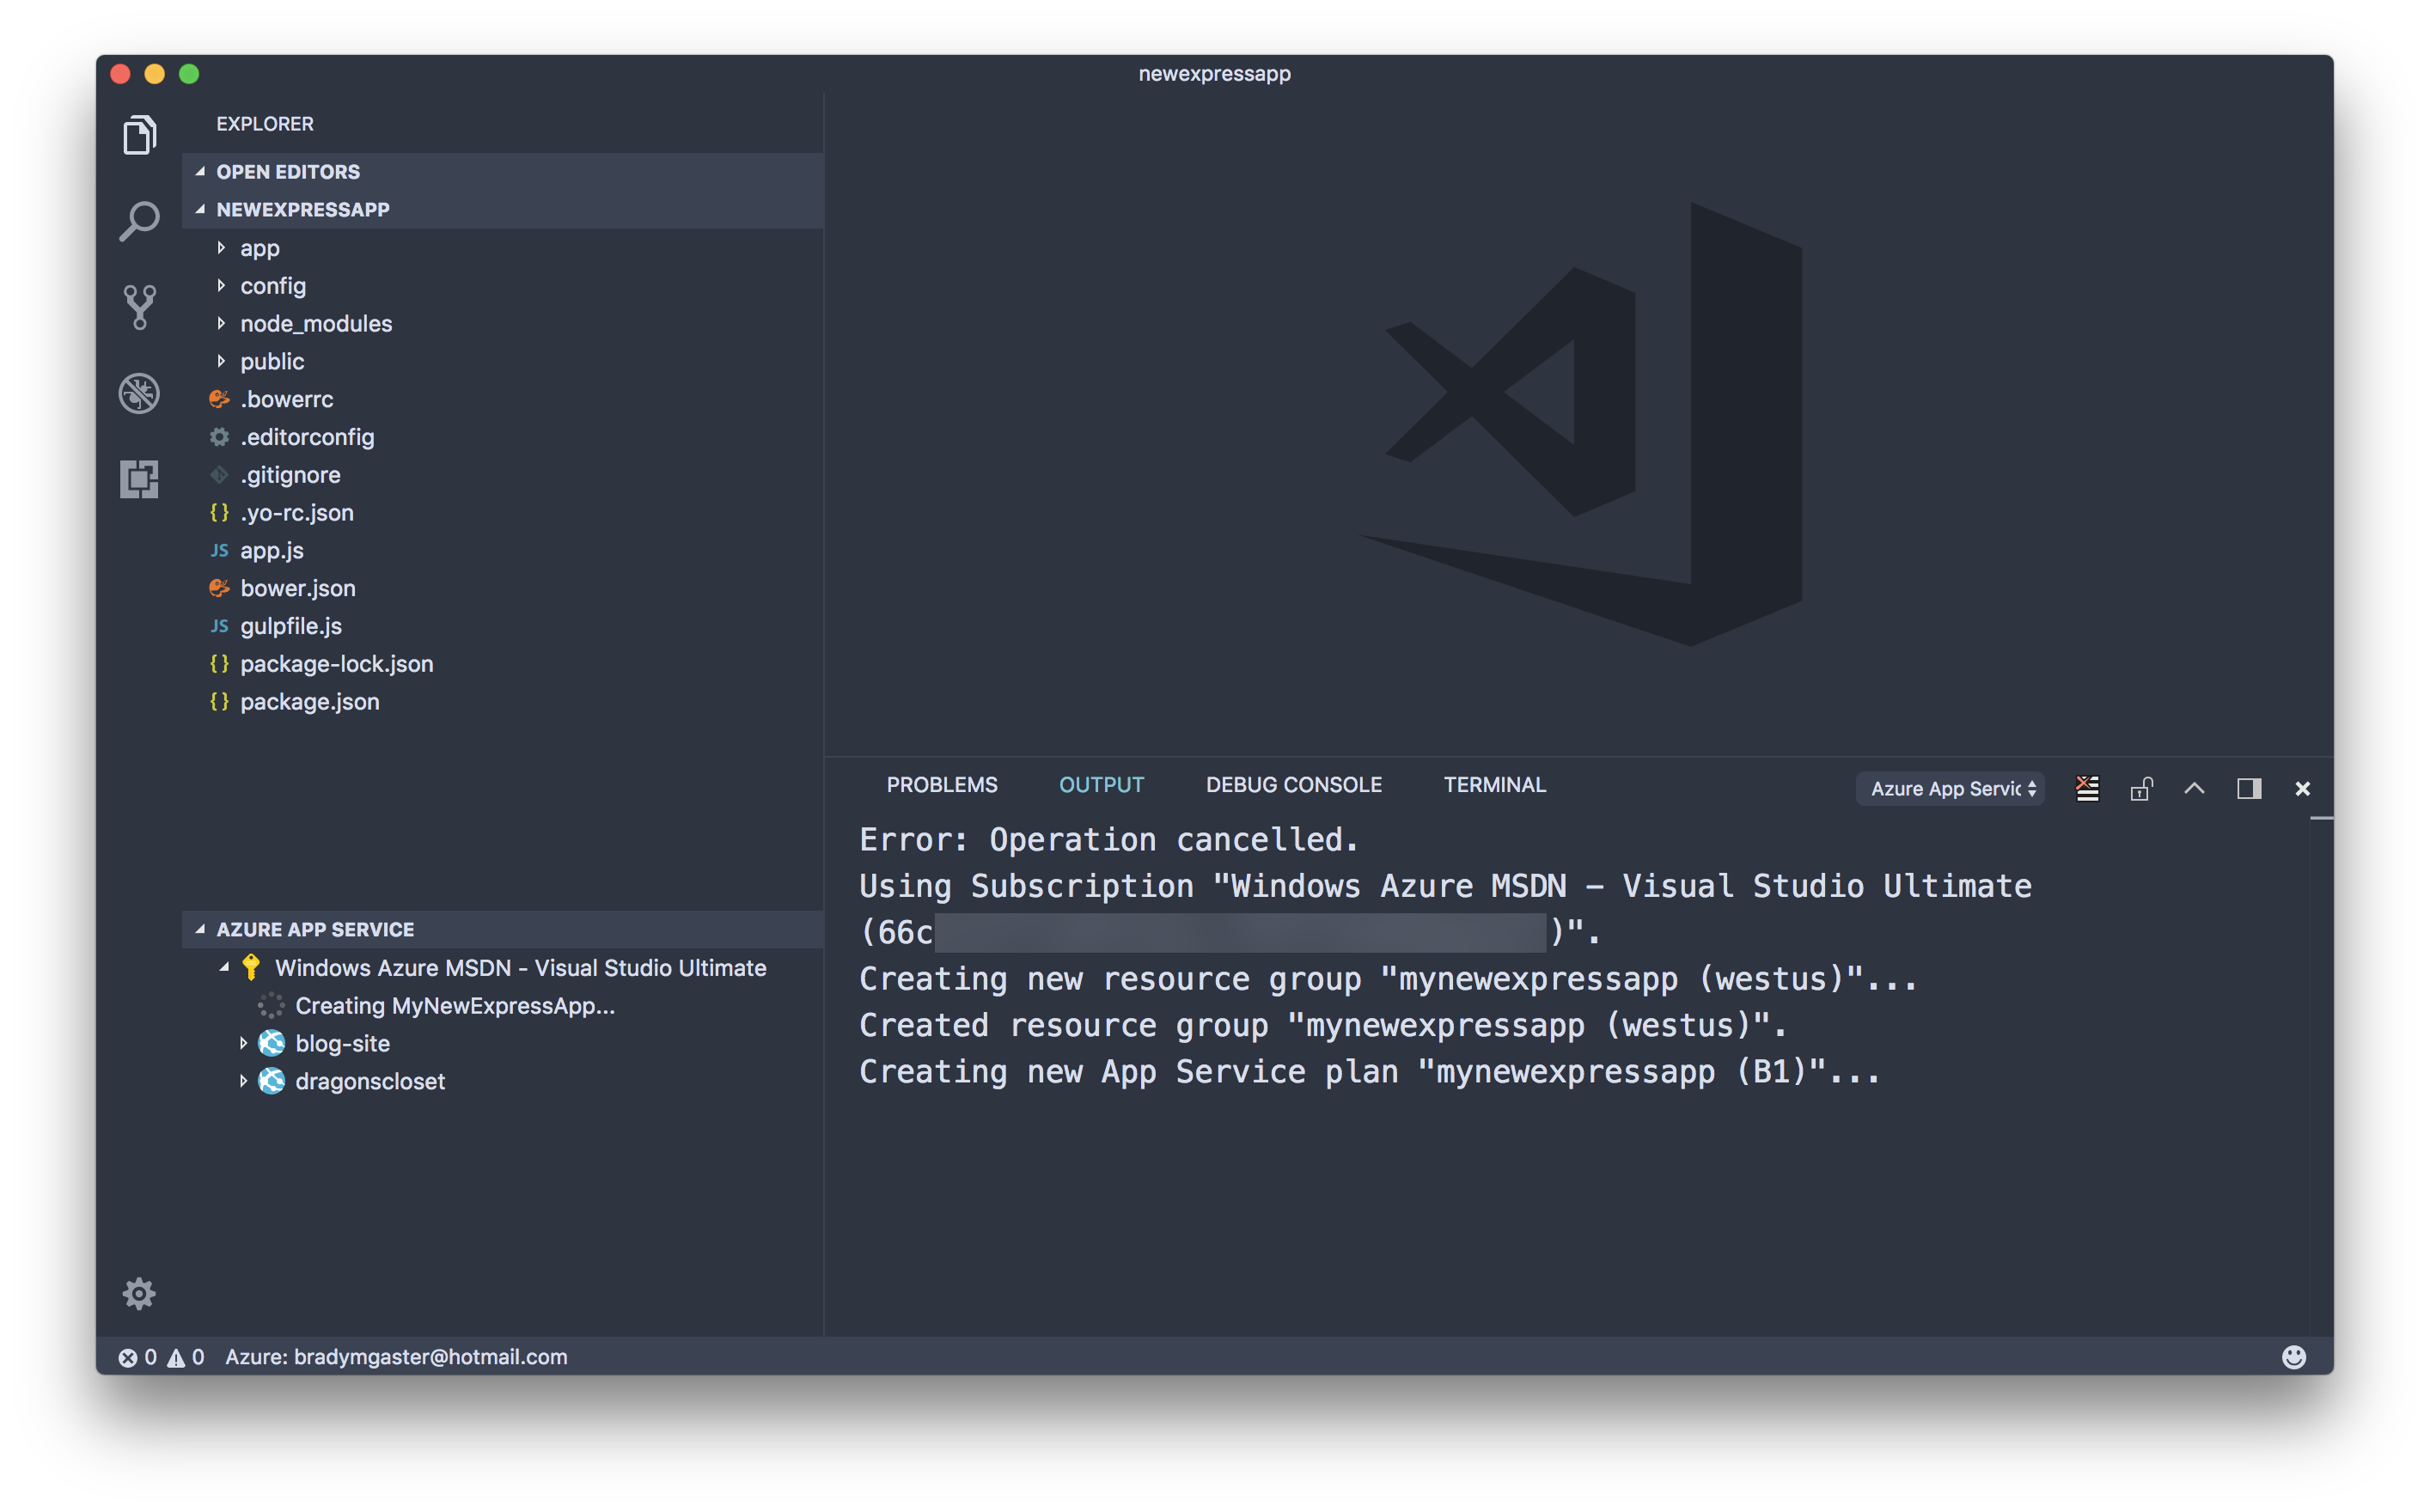 newexpressapp
EXPLORER
OPEN EDITORS
NEWEXPRESSAPP
app
config
node_modules
public
.bowerrc
.editorconfig
.gitignore
{ } .yo-rc.json
JS app.js
bower.json
JS gulpfile.js
{ } package-lock.json
{ } package.json
AZURE APP SERVICE
Windows Azure MSDN - Visual Studio Ultimate
Creating MyNewExpressApp...
blog-site
dragonscloset
PROBLEMS OUTPUT DEBUG CONSOLE TERMINAL Azure App Servic
Error: Operation cancelled.
Using Subscription "Windows Azure MSDN – Visual Studio Ultimate
(66c )".
Creating new resource group "mynewexpressapp (westus)"...
Created resource group "mynewexpressapp (westus)".
Creating new App Service plan "mynewexpressapp (B1)"...
0 0 Azure: bradymgaster@hotmail.com